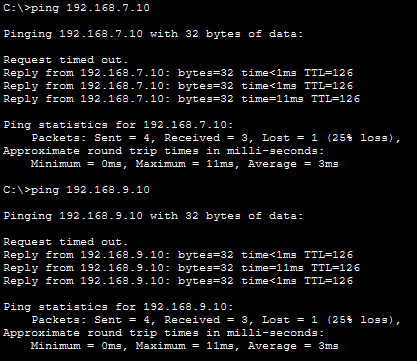 C:\>ping 192.168.7.10
Pinging 192.168.7.10 with 32 bytes of data:
Request timed out.
Reply from 192.168.7.10: bytes=32 time<1ms TTL=126
Reply from 192.168.7.10: bytes=32 time<1ms TTL=126
Reply from 192.168.7.10: bytes=32 time=11ms TTL=126
Ping statistics for 192.168.7.10:
    Packets: Sent = 4, Received = 3, Lost = 1 (25% loss),
Approximate round trip times in milli-seconds:
    Minimum = 0ms, Maximum = 11ms, Average = 3ms
C:\>ping 192.168.9.10
Pinging 192.168.9.10 with 32 bytes of data:
Request timed out.
Reply from 192.168.9.10: bytes=32 time<1ms TTL=126
Reply from 192.168.9.10: bytes=32 time=11ms TTL=126
Reply from 192.168.9.10: bytes=32 time<1ms TTL=126
Ping statistics for 192.168.9.10:
    Packets: Sent = 4, Received = 3, Lost = 1 (25% loss),
Approximate round trip times in milli-seconds:
    Minimum = 0ms, Maximum = 11ms, Average = 3ms